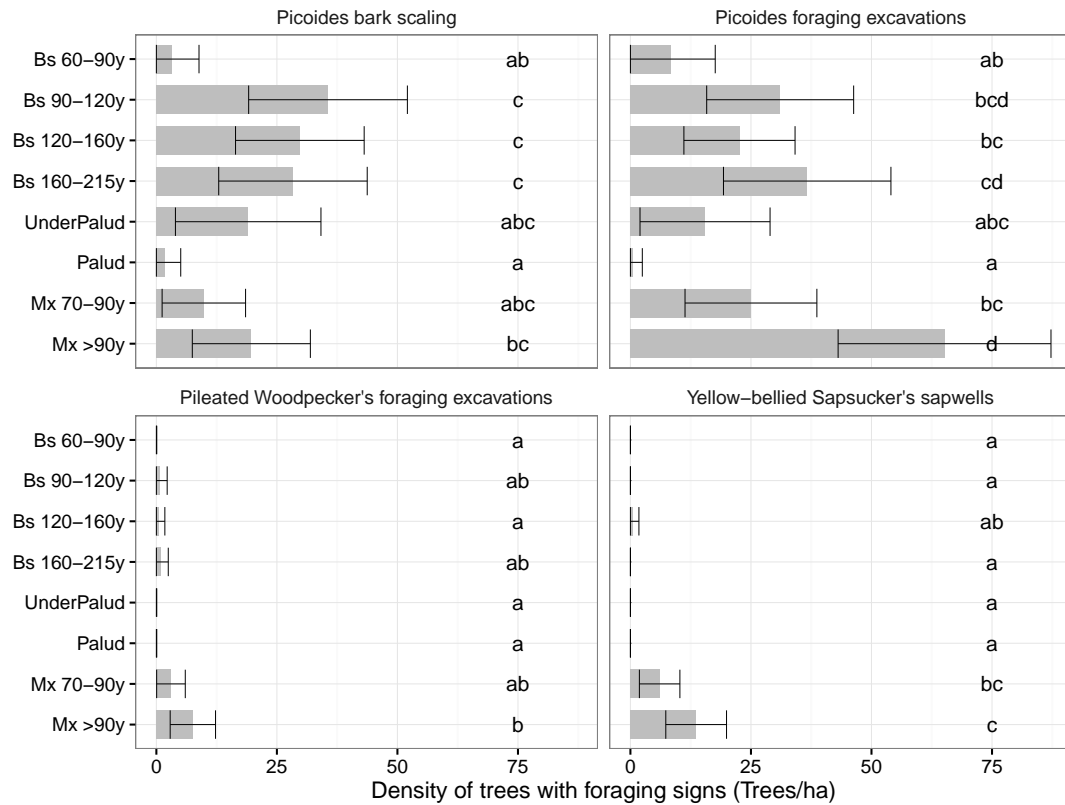 Picoides bark scaling
Picoides foraging excavations
Bs 60−90y ab ab
Bs 90−120y c bcd
Bs 120−160y c bc
Bs 160−215y c cd
UnderPalud abc abc
Palud a a
Mx 70−90y abc bc
Mx >90y bc d
Pileated Woodpecker's foraging excavations
Yellow−bellied Sapsucker's sapwells
Bs 60−90y a a
Bs 90−120y ab a
Bs 120−160y a ab
Bs 160−215y ab a
UnderPalud a a
Palud a a
Mx 70−90y ab bc
Mx >90y b c
0 25 50 75 0 25 50 75
Density of trees with foraging signs (Trees/ha)